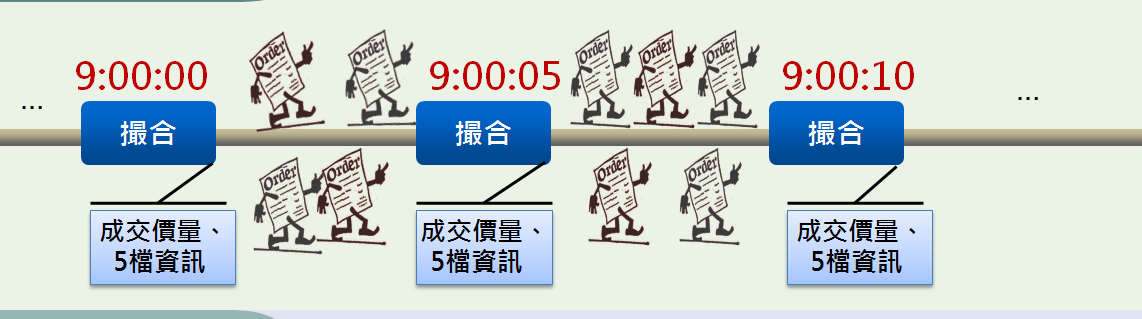 9:00:00
9:00:05
9:00:10
...
...
撮合
撮合
撮合
Order
Order
Order
Order
Order
Order
Order
Order
Order
成交價量、
5檔資訊
成交價量、
5檔資訊
成交價量、
5檔資訊